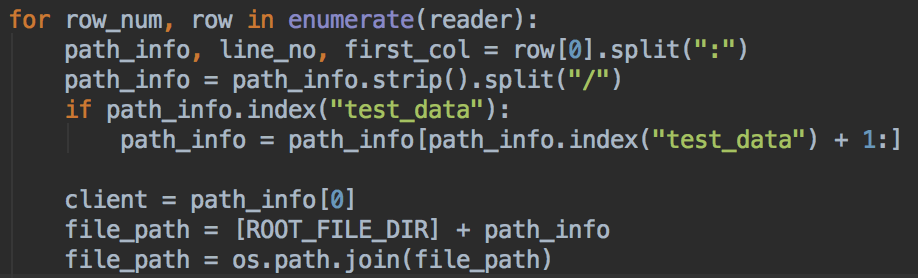 for row_num, row in enumerate(reader):
    path_info, line_no, first_col = row[0].split(":")
    path_info = path_info.strip().split("/")
    if path_info.index("test_data"):
        path_info = path_info[path_info.index("test_data") + 1:]

    client = path_info[0]
    file_path = [ROOT_FILE_DIR] + path_info
    file_path = os.path.join(file_path)